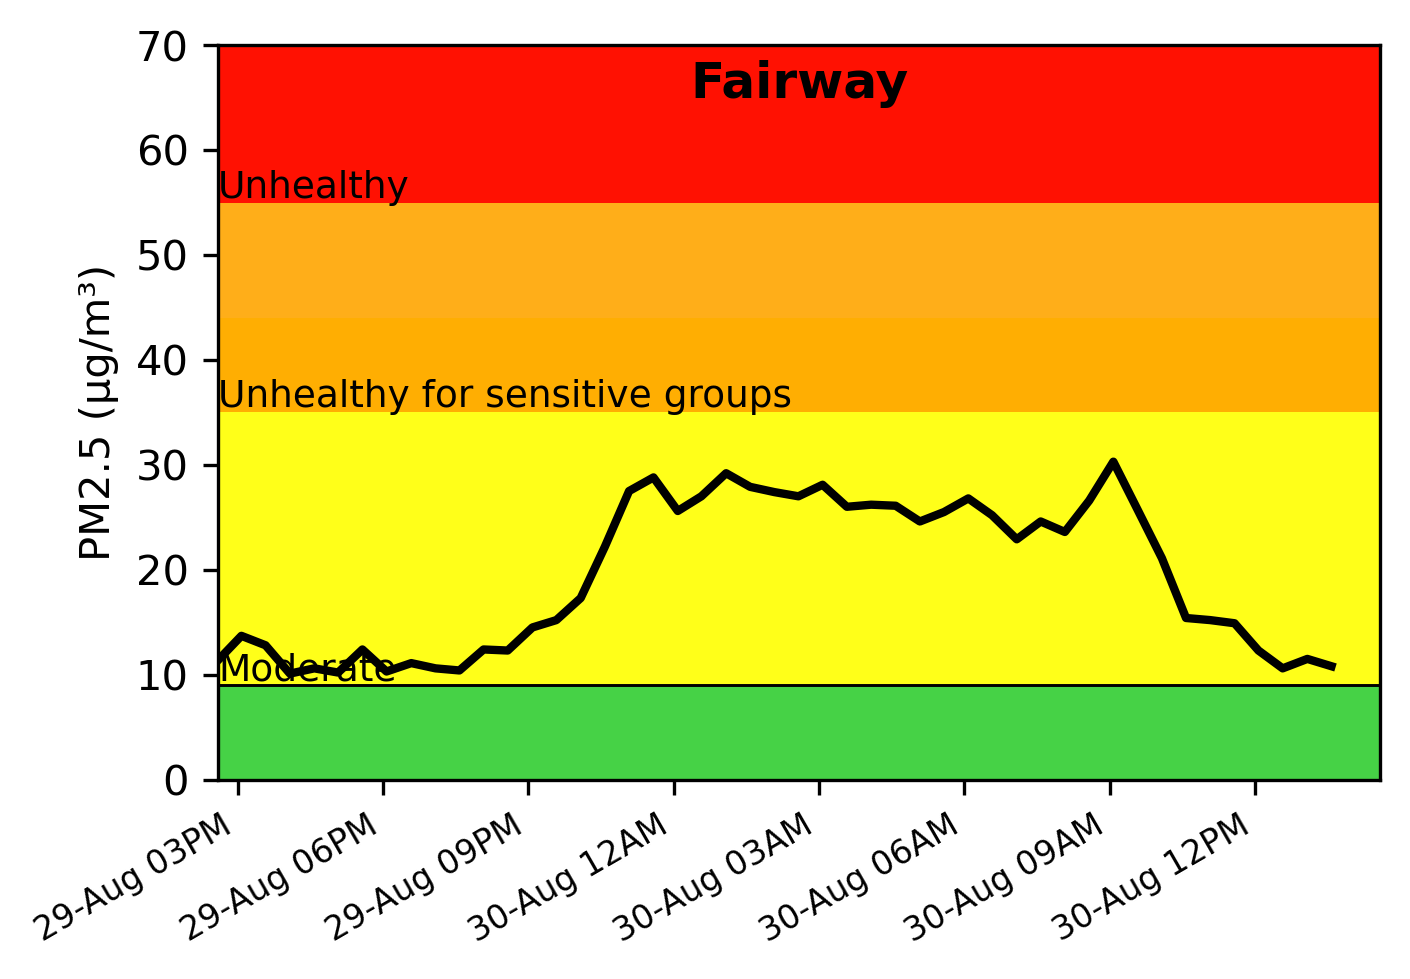 Fairway
70
60
50
40
30
20
10
0
PM2.5 (µg/m³)
Unhealthy
Unhealthy for sensitive groups
Moderate
29-Aug 03PM
29-Aug 06PM
29-Aug 09PM
30-Aug 12AM
30-Aug 03AM
30-Aug 06AM
30-Aug 09AM
30-Aug 12PM